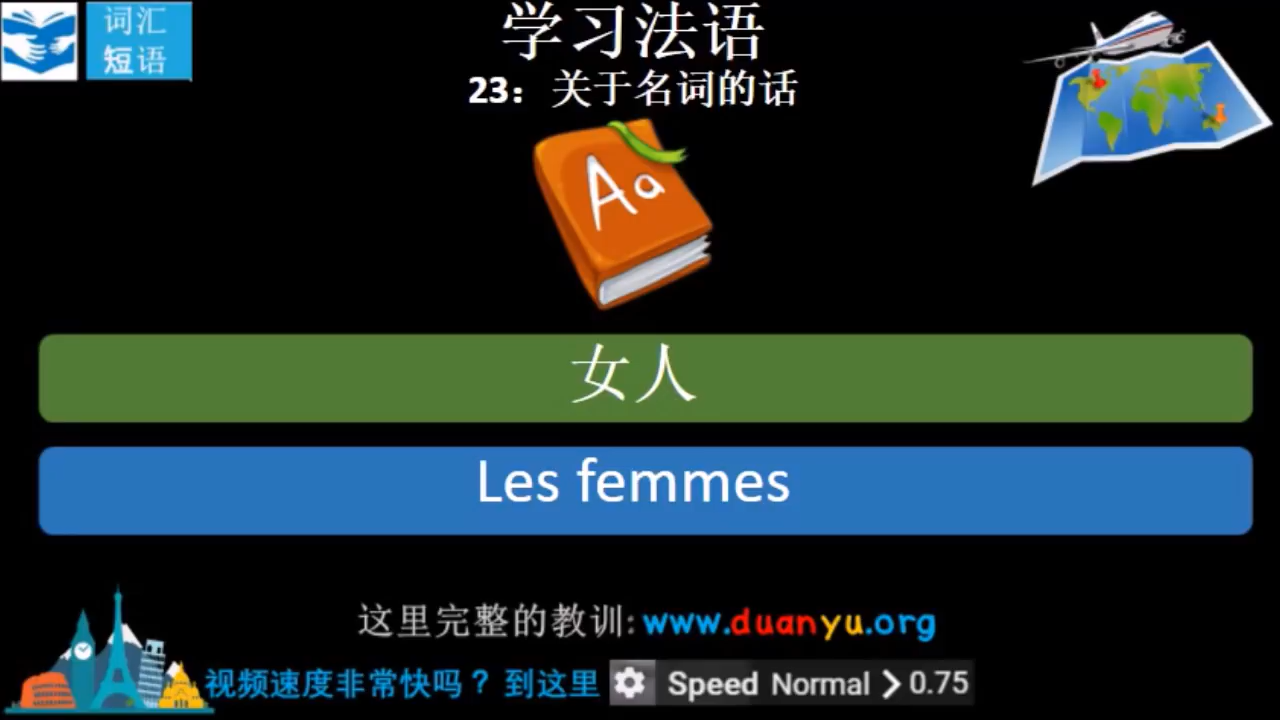 词汇
短语
学习法语
23：关于名词的话
Aa
女人
Les femmes
这里完整的教训: www.duanyu.org
视频速度非常快吗？ 到这里 Speed Normal > 0.75